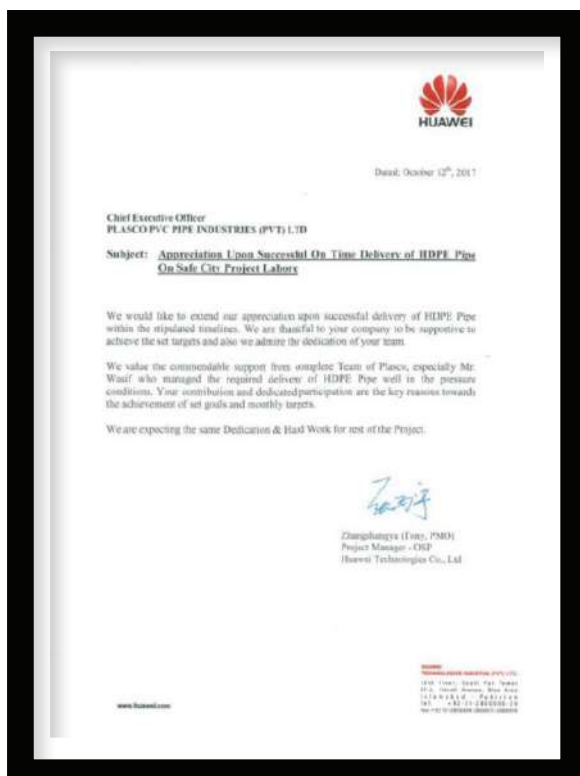 HUAWEI
Dated: October 12th, 2017
Chief Executive Officer
PLASCO PVC PIPE INDUSTRIES (PVT) LTD
Subject: Appreciation Upon Successful On Time Delivery of HDPE Pipe
On Safe City Project Lahore
We would like to extend our appreciation upon successful delivery of HDPE Pipe
within the stipulated timelines. We are thankful to your company to be supportive to
achieve the set targets and also we admire the dedication of your team.
We value the commendable support from complete Team of Plasco, especially Mr.
Wasif who managed the required delivery of HDPE Pipe well in the pressure
conditions. Your contribution and dedicated participation are the key reasons towards
the achievement of set goals and monthly targets.
We are expecting the same Dedication & Hard Work for rest of the Project.
(Tony, PMO)
Project Manager - OSP
Huawei Technologies Co., Ltd
HUAWEI
Islamabad - Pakistan
www.huawei.com